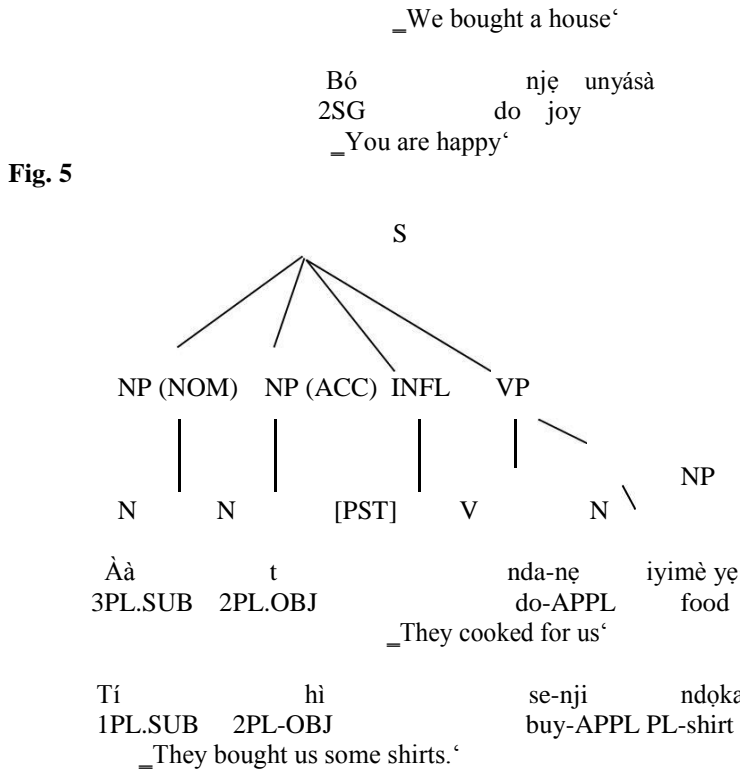 ‗We bought a house‘
Bó njẹ unyásà
2SG do joy
‗You are happy‘
Fig. 5
S
NP (NOM) NP (ACC) INFL VP
NP
N N [PST] V N
Àà t nda-nẹ iyimè yẹ
3PL.SUB 2PL.OBJ do-APPL food
‗They cooked for us‘
Tí hì se-nji ndọka
1PL.SUB 2PL-OBJ buy-APPL PL-shirt
‗They bought us some shirts.‘